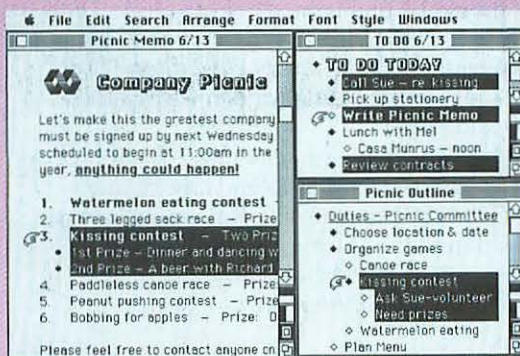 File Edit Search Arrange Format Font Style Windows
Picnic Memo 6/13
Company Picnic
Let's make this the greatest company
must be signed up by next Wednesday
scheduled to begin at 11:00am in the
year, anything could happen!
1. Watermelon eating contest -
2. Three legged sack race - Prize
3. Kissing contest - Two Priz
1st Prize - Dinner and dancing w
2nd Prize - A beer with Richard
4. Paddleless canoe race - Prize
5. Peanut pushing contest - Prize
6. Bobbing for apples - Prize: D
Please feel free to contact anyone on
TO DO 6/13
TO DO TODAY
Call Sue - re: kissing
Pick up stationery
Write Picnic Memo
Lunch with Mel
Casa Munrus - noon
Review contracts
Picnic Outline
Duties - Picnic Committee
Choose location & date
Organize games
Canoe race
Kissing contest
Ask Sue-volunteer
Need prizes
Watermelon eating
Plan Menu